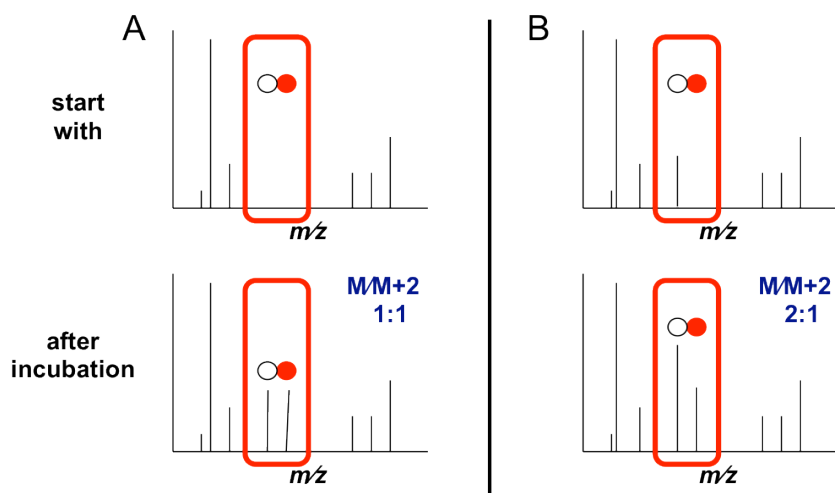 A
B
start
with
m/z
m/z
M/M+2
1:1
M/M+2
2:1
after
incubation
m/z
m/z